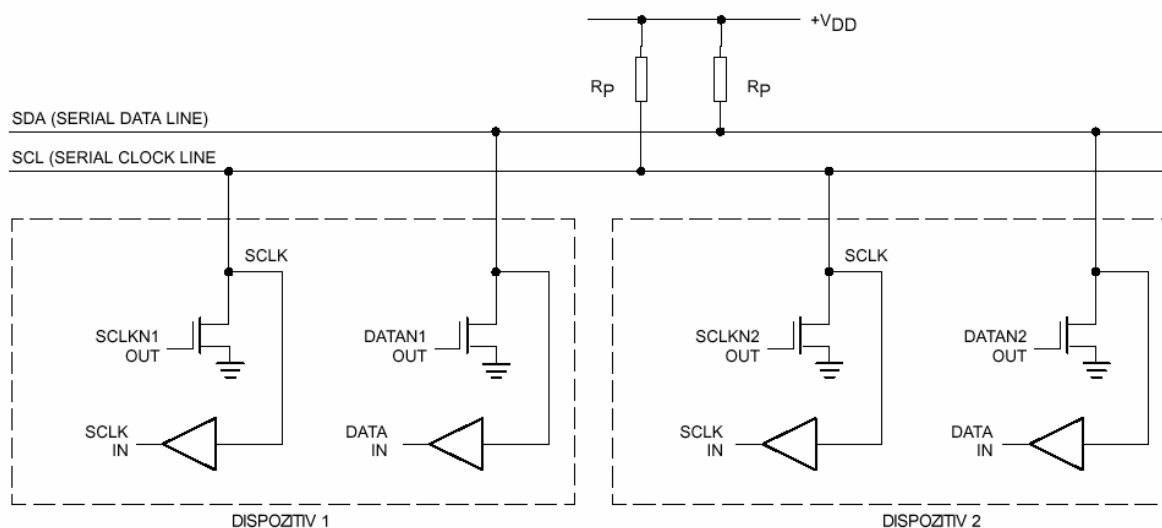 +VDD
RP
RP
SDA (SERIAL DATA LINE)
SCL (SERIAL CLOCK LINE
SCLK
SCLK
SCLKN1
OUT
DATAN1
OUT
SCLKN2
OUT
DATAN2
OUT
SCLK
IN
DATA
IN
SCLK
IN
DATA
IN
DISPOZITIV 1
DISPOZITIV 2